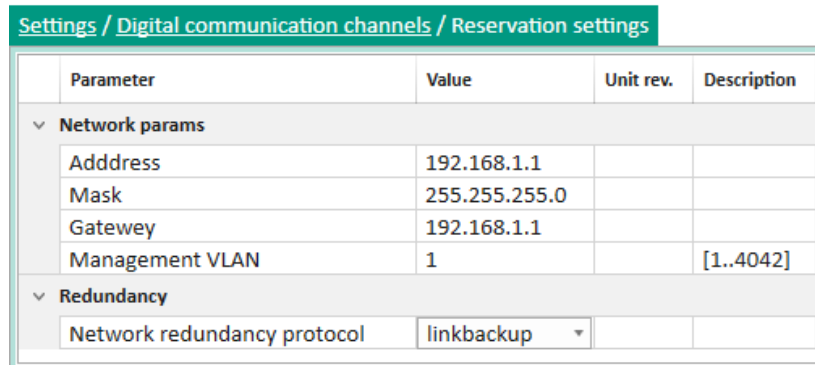 Settings / Digital communication channels / Reservation settings
Parameter Value Unit rev. Description
Network params
Adddress 192.168.1.1
Mask 255.255.255.0
Gatewey 192.168.1.1
Management VLAN 1 [1..4042]
Redundancy
Network redundancy protocol linkbackup